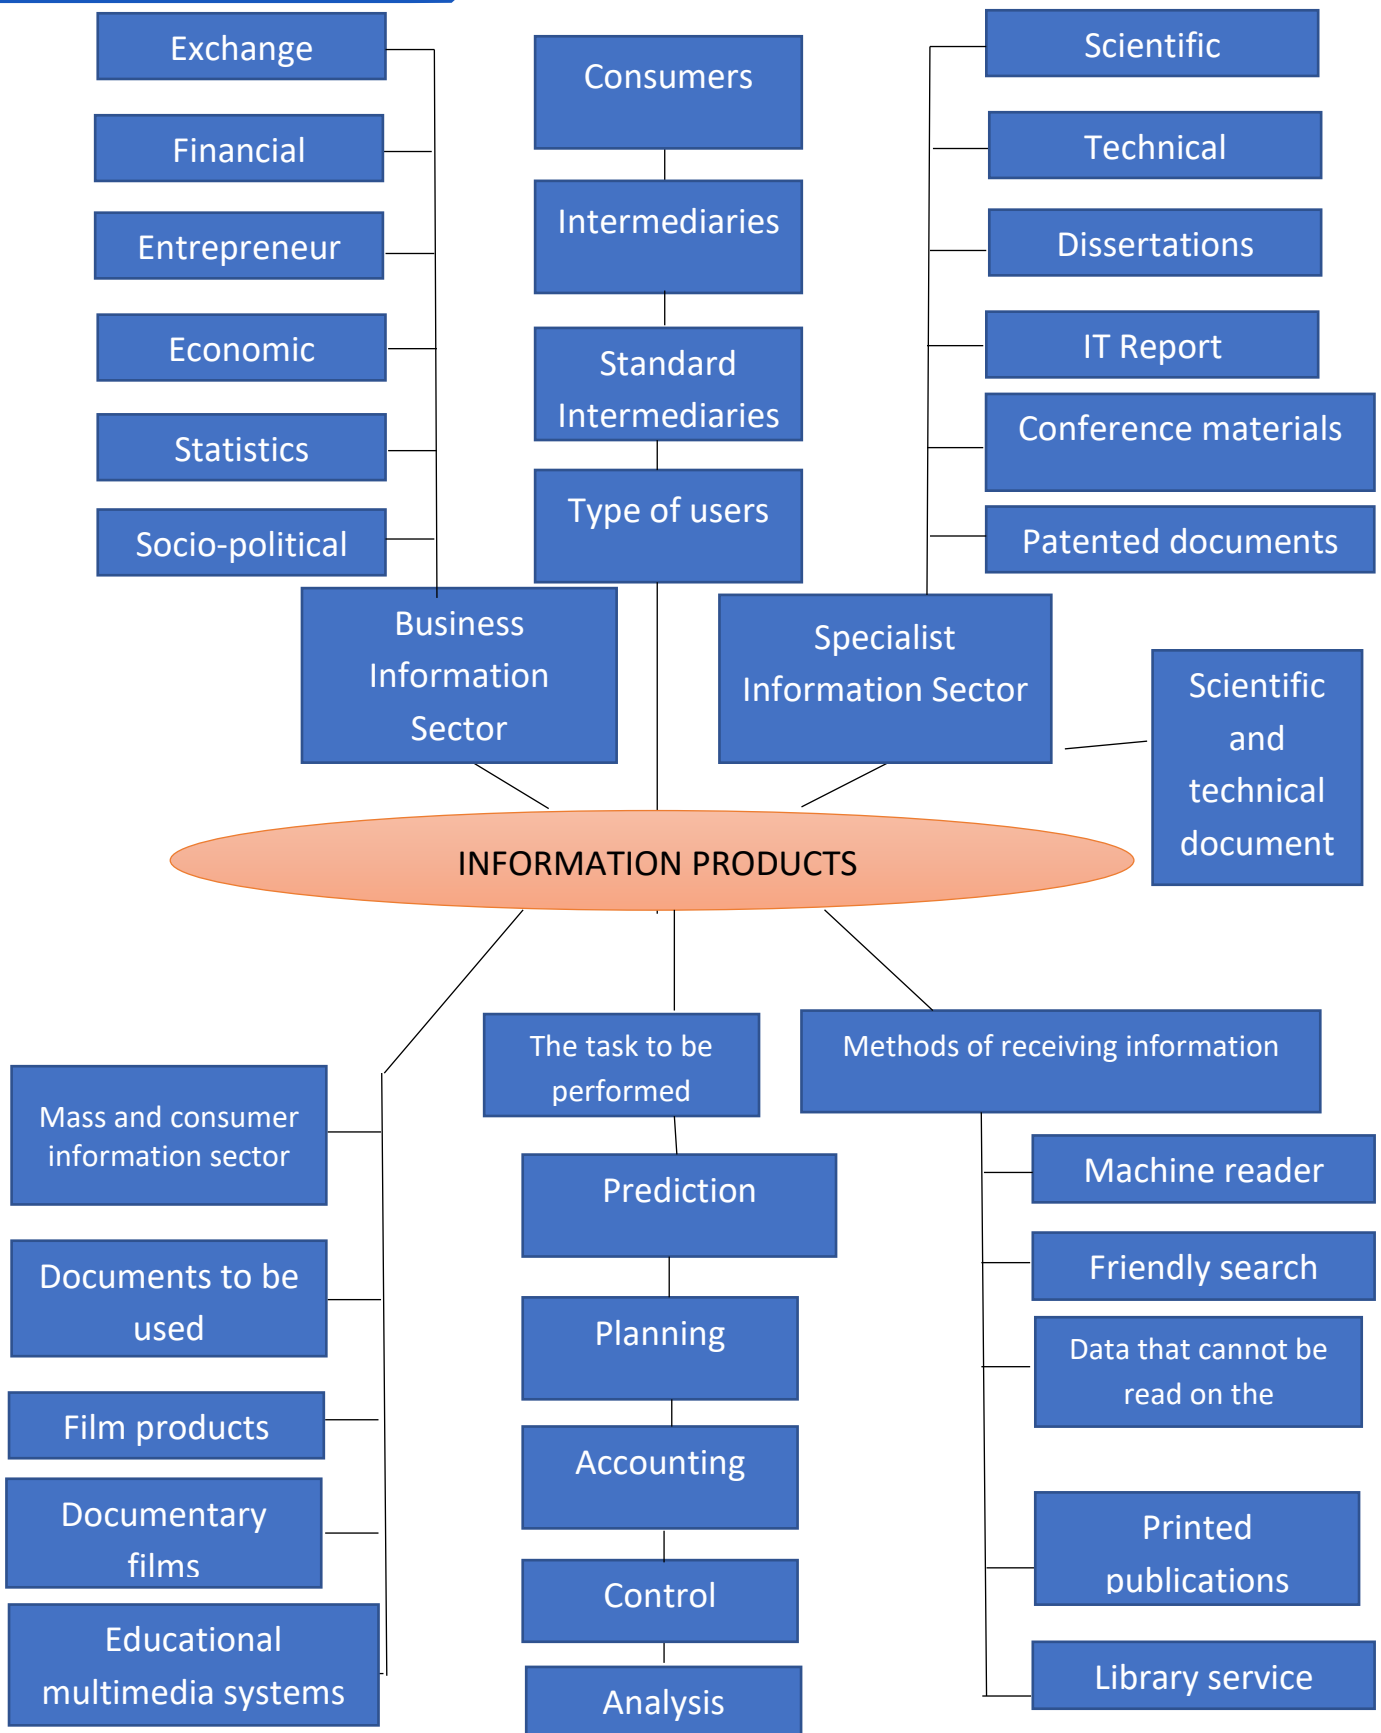 Exchange
Financial
Entrepreneur
Economic
Statistics
Socio-political
Business
Information
Sector
Consumers
Intermediaries
Standard
Intermediaries
Type of users
Scientific
Technical
Dissertations
IT Report
Conference materials
Patented documents
Specialist
Information Sector
Scientific
and
technical
document
INFORMATION PRODUCTS
Mass and consumer
information sector
Documents to be
used
Film products
Documentary
films
Educational
multimedia systems
The task to be
performed
Prediction
Planning
Accounting
Control
Analysis
Methods of receiving information
Machine reader
Friendly search
Data that cannot be
read on the
Printed
publications
Library service